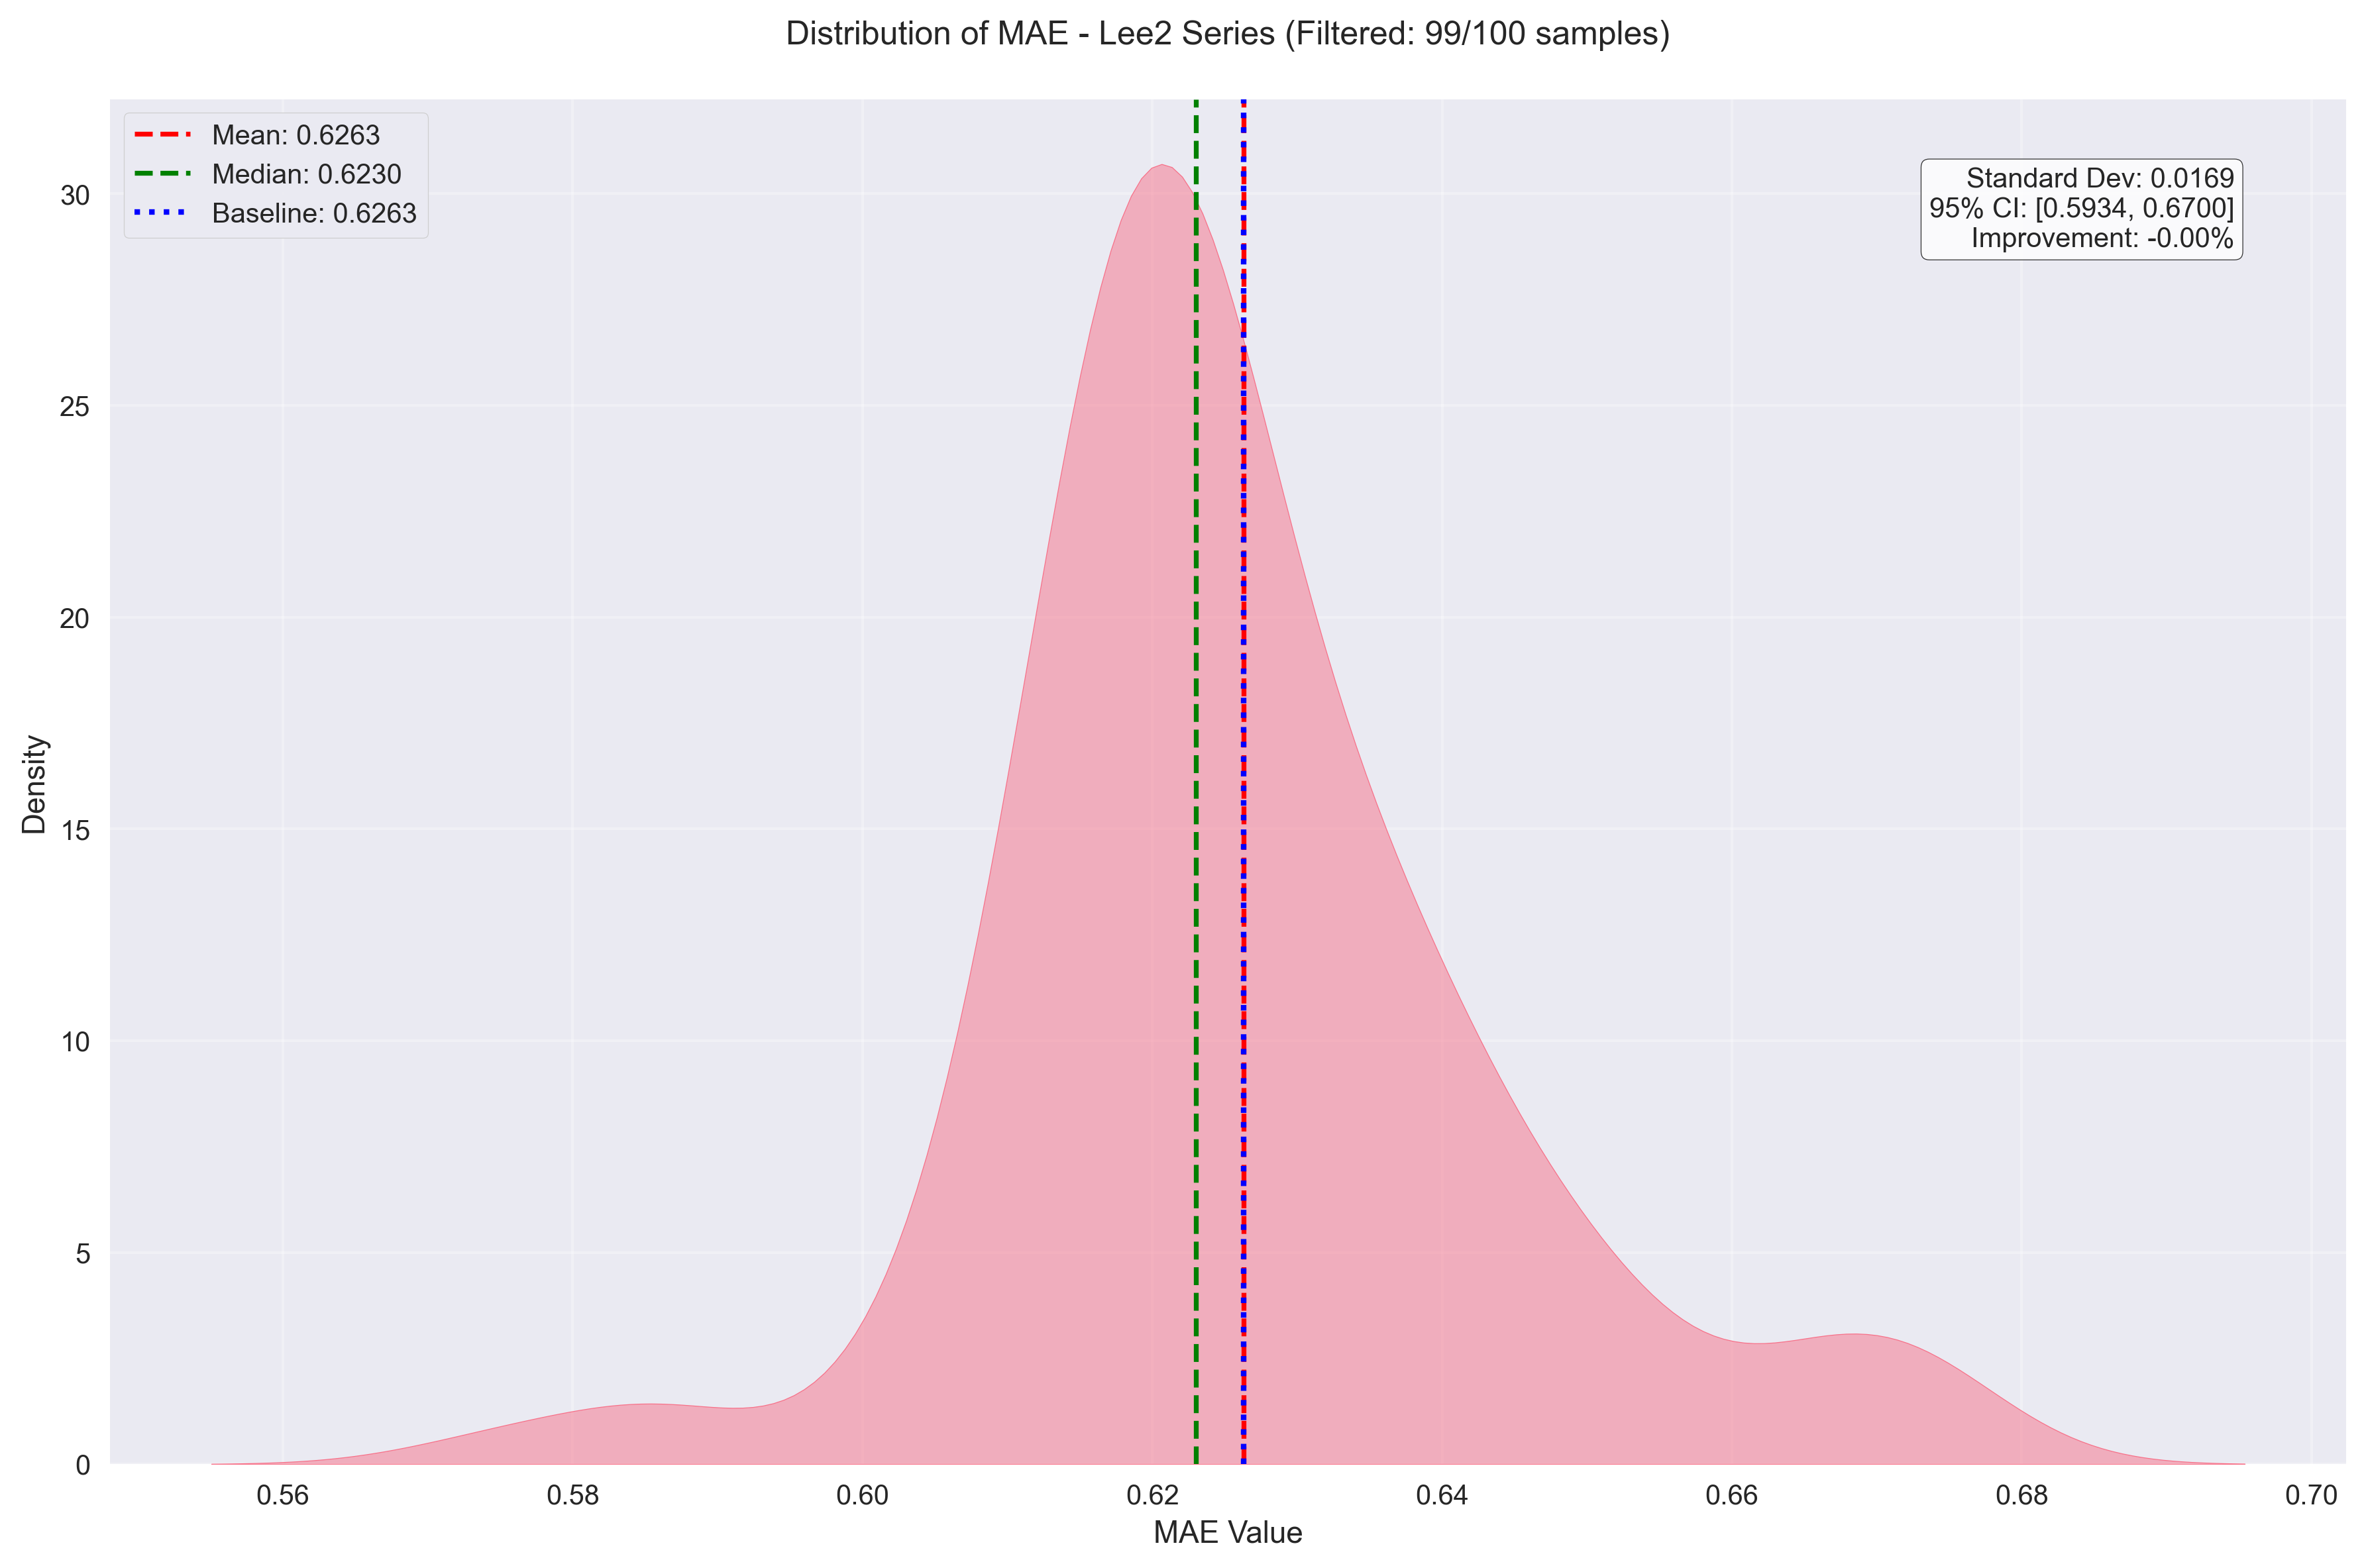 Distribution of MAE - Lee2 Series (Filtered: 99/100 samples)
Mean: 0.6263
Median: 0.6230
Baseline: 0.6263
Standard Dev: 0.0169
95% CI: [0.5934, 0.6700]
Improvement: -0.00%
Density
30
25
20
15
10
5
0
0.56 0.58 0.60 0.62 0.64 0.66 0.68 0.70
MAE Value